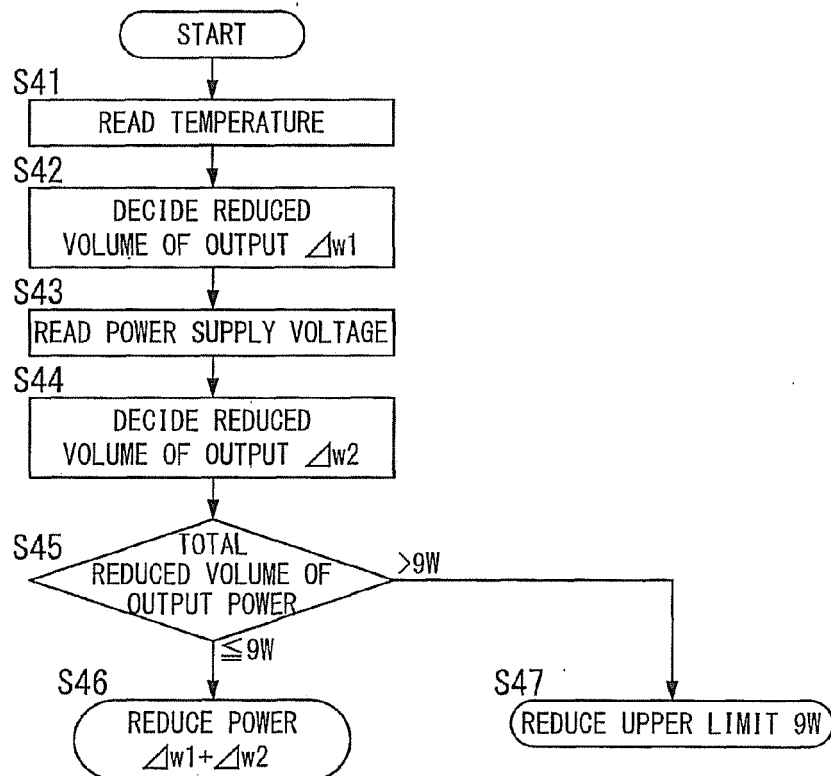 START
S41
READ TEMPERATURE
S42
DECIDE REDUCED
VOLUME OF OUTPUT ⊿w1
S43
READ POWER SUPPLY VOLTAGE
S44
DECIDE REDUCED
VOLUME OF OUTPUT ⊿w2
S45
TOTAL
REDUCED VOLUME OF
OUTPUT POWER
>9W
≦9W
S46
REDUCE POWER
⊿w1+⊿w2
S47
REDUCE UPPER LIMIT 9W